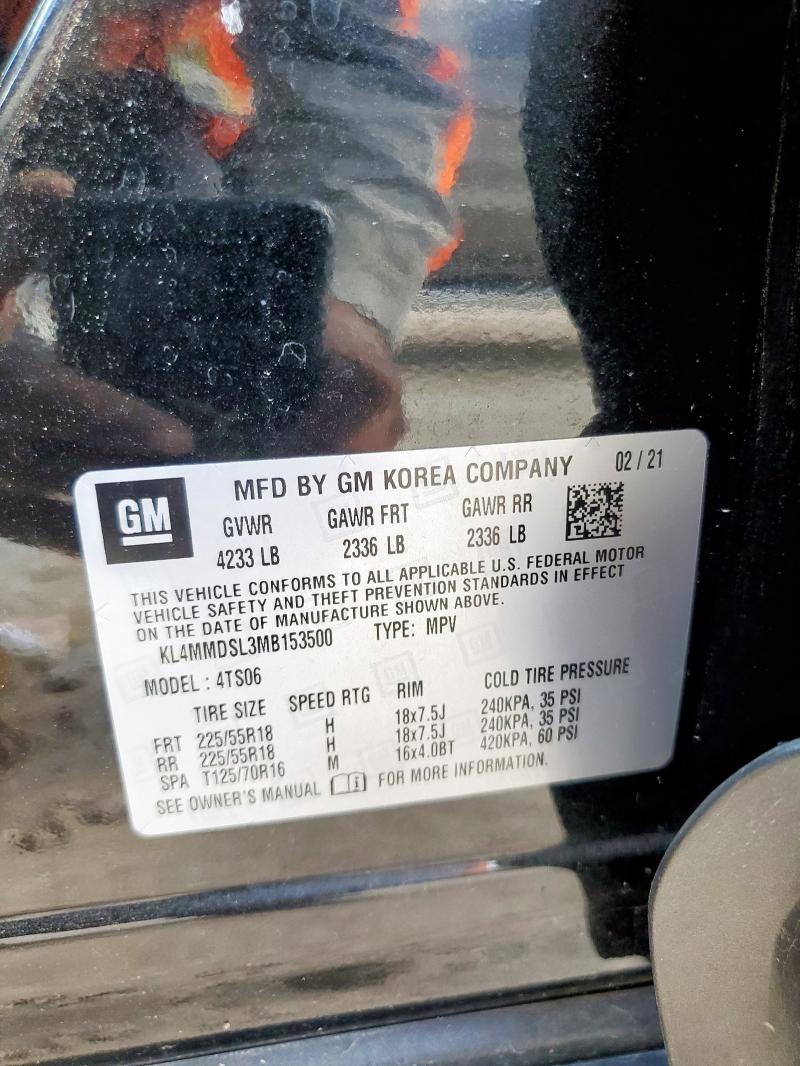 GM
MFD BY GM KOREA COMPANY 02 / 21
GVWR GAWR FRT GAWR RR
4233 LB 2336 LB 2336 LB
THIS VEHICLE CONFORMS TO ALL APPLICABLE U.S. FEDERAL MOTOR
VEHICLE SAFETY AND THEFT PREVENTION STANDARDS IN EFFECT
ON THE DATE OF MANUFACTURE SHOWN ABOVE.
KL4MMDSL3MB153500 TYPE: MPV
MODEL : 4TS06
TIRE SIZE SPEED RTG RIM COLD TIRE PRESSURE
FRT 225/55R18 H 18x7.5J 240KPA, 35 PSI
RR 225/55R18 H 18x7.5J 240KPA, 35 PSI
SPA T125/70R16 M 16x4.0BT 420KPA, 60 PSI
SEE OWNER'S MANUAL FOR MORE INFORMATION.